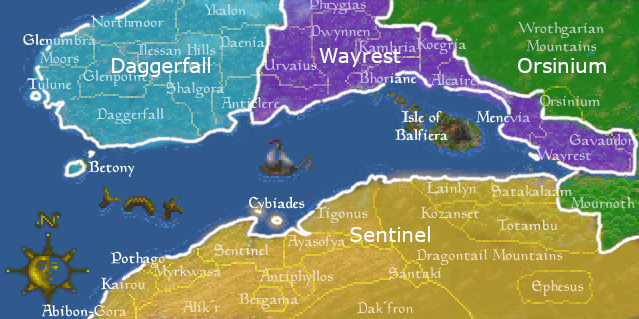 Phrygias
Ykalon
Northmoor
Dwynnen
Wrothgarian
Mountains
Glenumbra
Moors
Ilessan Hills
Daenia
Kambria
Koegria
Wayrest
Daggerfall
Urvaius
Orsinium
Glenpoint
Bhoriane
Alcaire
Tulune
Shalgora
Anticlere
Orsinium
Daggerfall
Isle of
Balfiera
Menevia
Gavaudon
Wayrest
Betony
Lainlyn
Satakalaam
Cybiades
Mournoth
Tigonus
Kozanset
Totambu
N
Sentinel
Ayasofya
Sentinel
Pothago
Dragontail Mountains
Myrkwasa
Antiphyllos
Santaki
Kairou
Ephesus
Bergama
Alik'r
Dak'fron
Abibon-Gora